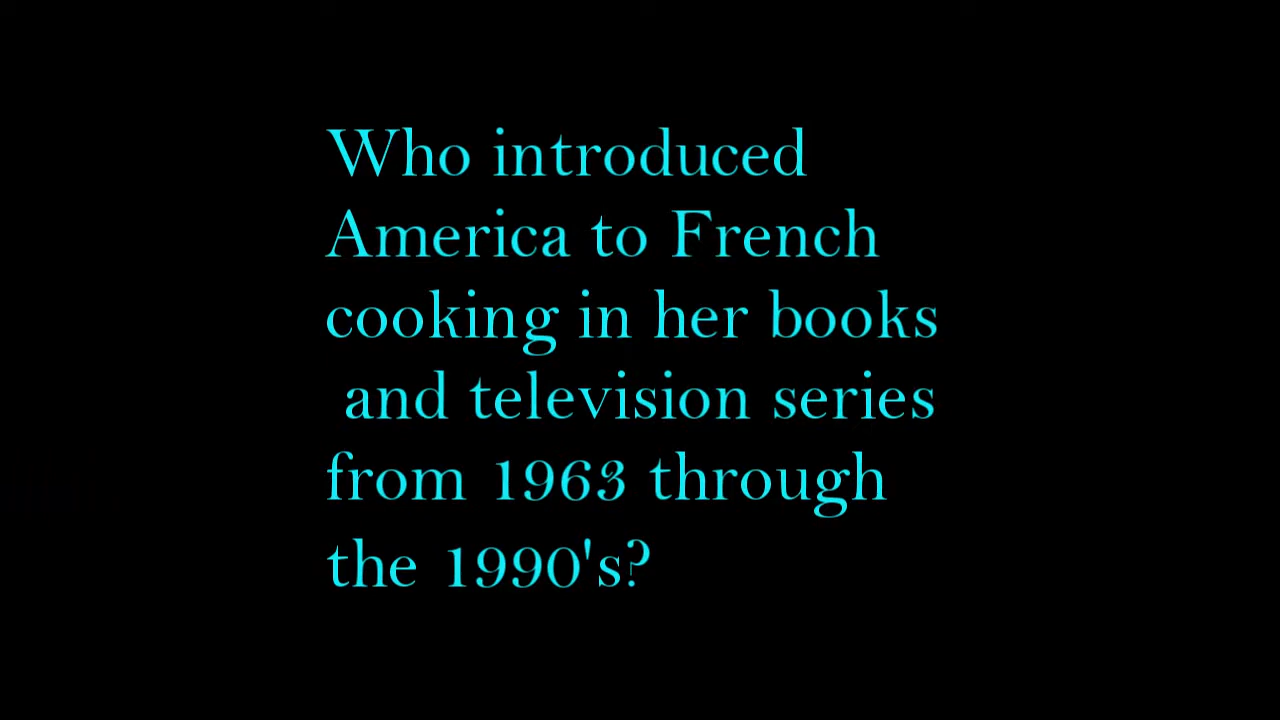 Who introduced
America to French
cooking in her books
and television series
from 1963 through
the 1990's?